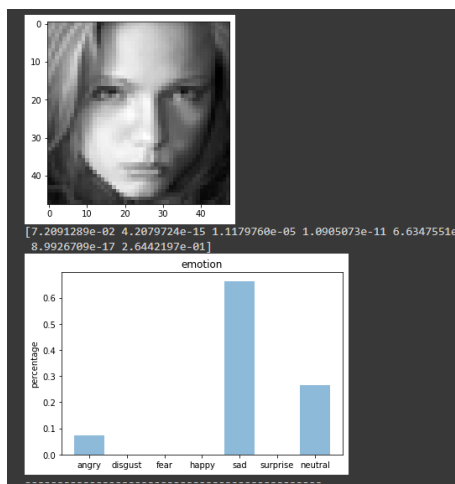 0
10
20
30
40
0 10 20 30 40
[7.2091289e-02 4.2079724e-15 1.1179760e-05 1.0905073e-11 6.6347551e
8.9926709e-17 2.6442197e-01]
emotion
0.6
0.5
0.4
percentage
0.3
0.2
0.1
0.0
angry disgust fear happy sad surprise neutral